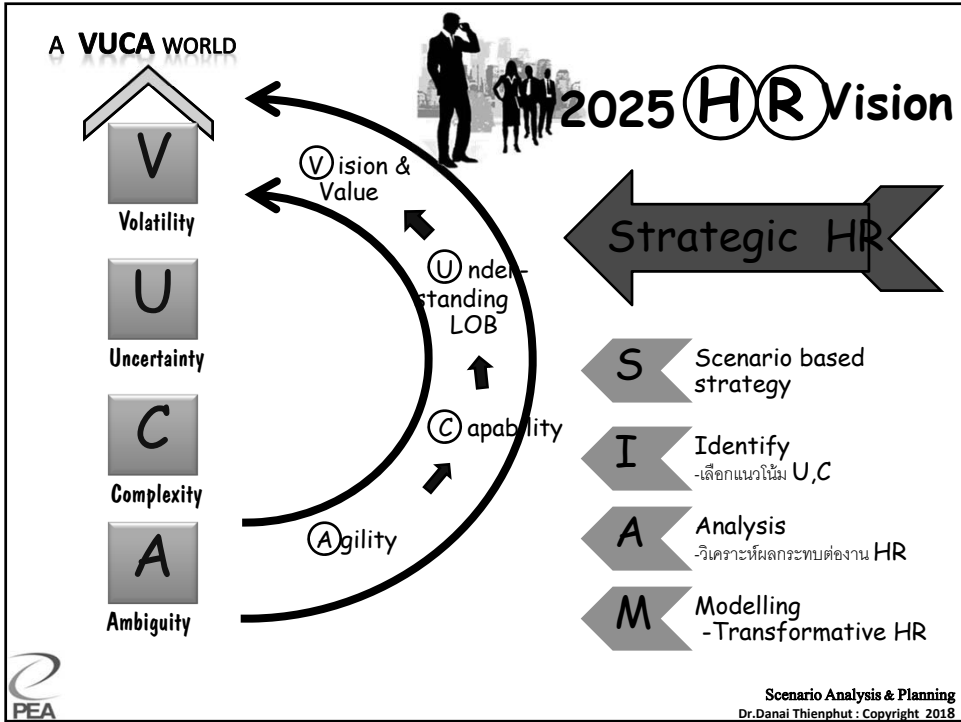 A VUCA WORLD
2025 HR Vision
V
Volatility
U
Uncertainty
C
Complexity
A
Ambiguity
Vision &
Value
Under-
standing
LOB
Capability
Agility
Strategic HR
S
Scenario based
strategy
I
Identify
-เลือกแนวโน้ม U,C
A
Analysis
-วิเคราะห์ผลกระทบต่องาน HR
M
Modelling
-Transformative HR
PEA
Scenario Analysis & Planning
Dr.Danai Thienphut : Copyright 2018